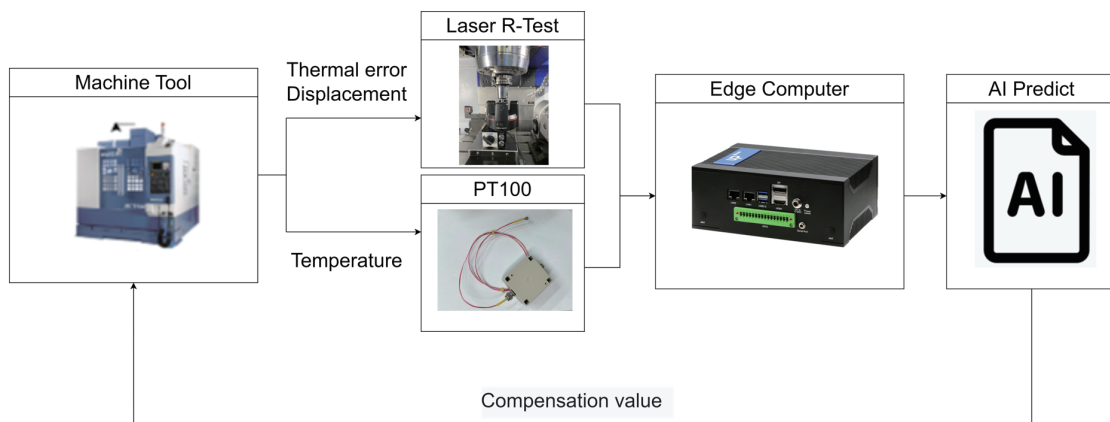 Laser R-Test
Machine Tool
Thermal error
Displacement
Edge Computer
AI Predict
AI
PT100
Temperature
Compensation value